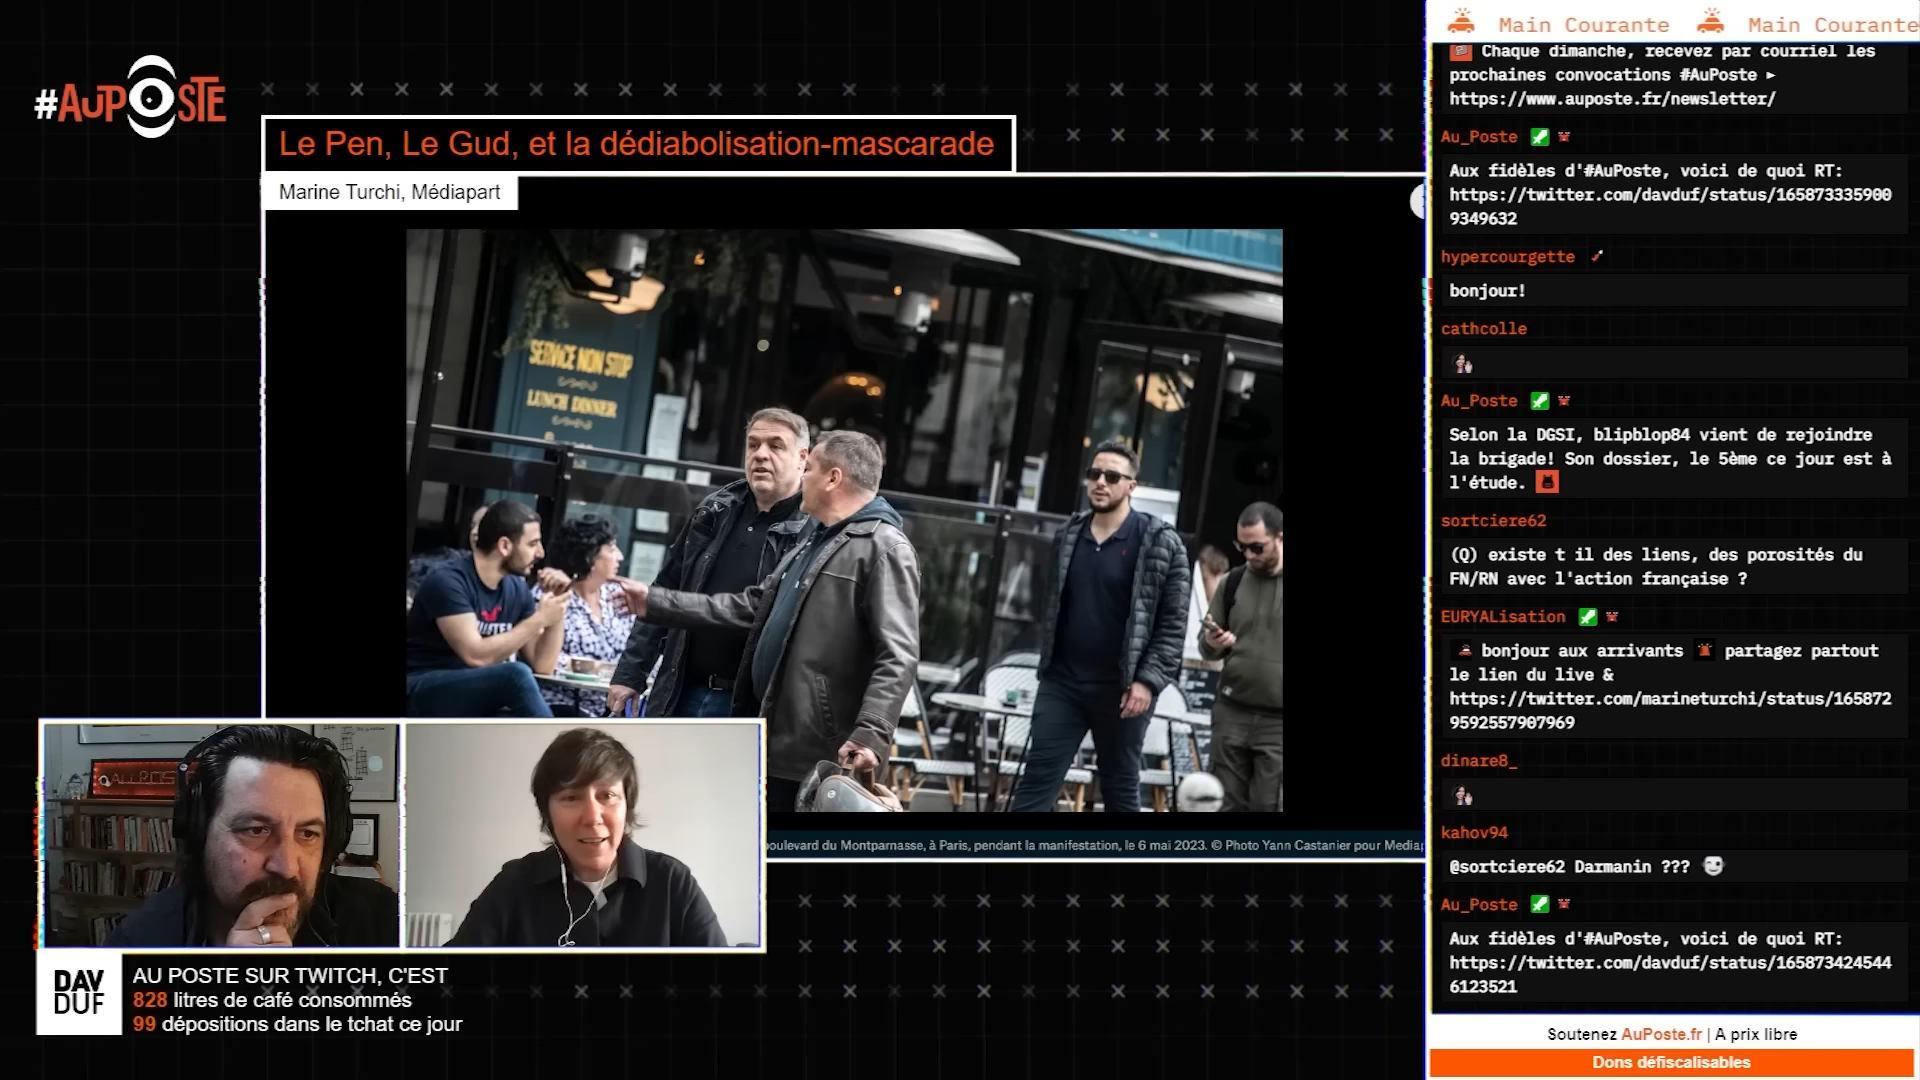 #AUPOSTE
Le Pen, Le Gud, et la dédiabolisation-mascarade
Marine Turchi, Médiapart
SERVICE NON STOP
LUNCH DINNER
boulevard du Montparnasse, à Paris, pendant la manifestation, le 6 mai 2023. © Photo Yann Castanier pour Mediap
DAV
DUF
AU POSTE SUR TWITCH, C'EST
828 litres de café consommés
99 dépositions dans le tchat ce jour
Main Courante Main Courante
Chaque dimanche, recevez par courriel les
prochaines convocations #AuPoste ▸
https://www.auposte.fr/newsletter/
Au_Poste
Aux fidèles d'#AuPoste, voici de quoi RT:
https://twitter.com/davduf/status/165873335900
9349632
hypercourgette
bonjour!
cathcolle
Au_Poste
Selon la DGSI, blipblop84 vient de rejoindre
la brigade! Son dossier, le 5ème ce jour est à
l'étude.
sortciere62
(Q) existe t il des liens, des porosités du
FN/RN avec l'action française ?
EURYALisation
bonjour aux arrivants partagez partout
le lien du live &
https://twitter.com/marineturchi/status/165872
9592557907969
dinare8_
kahov94
@sortciere62 Darmanin ???
Au_Poste
Aux fidèles d'#AuPoste, voici de quoi RT:
https://twitter.com/davduf/status/165873424544
6123521
Soutenez AuPoste.fr | A prix libre
Dons défiscalisables